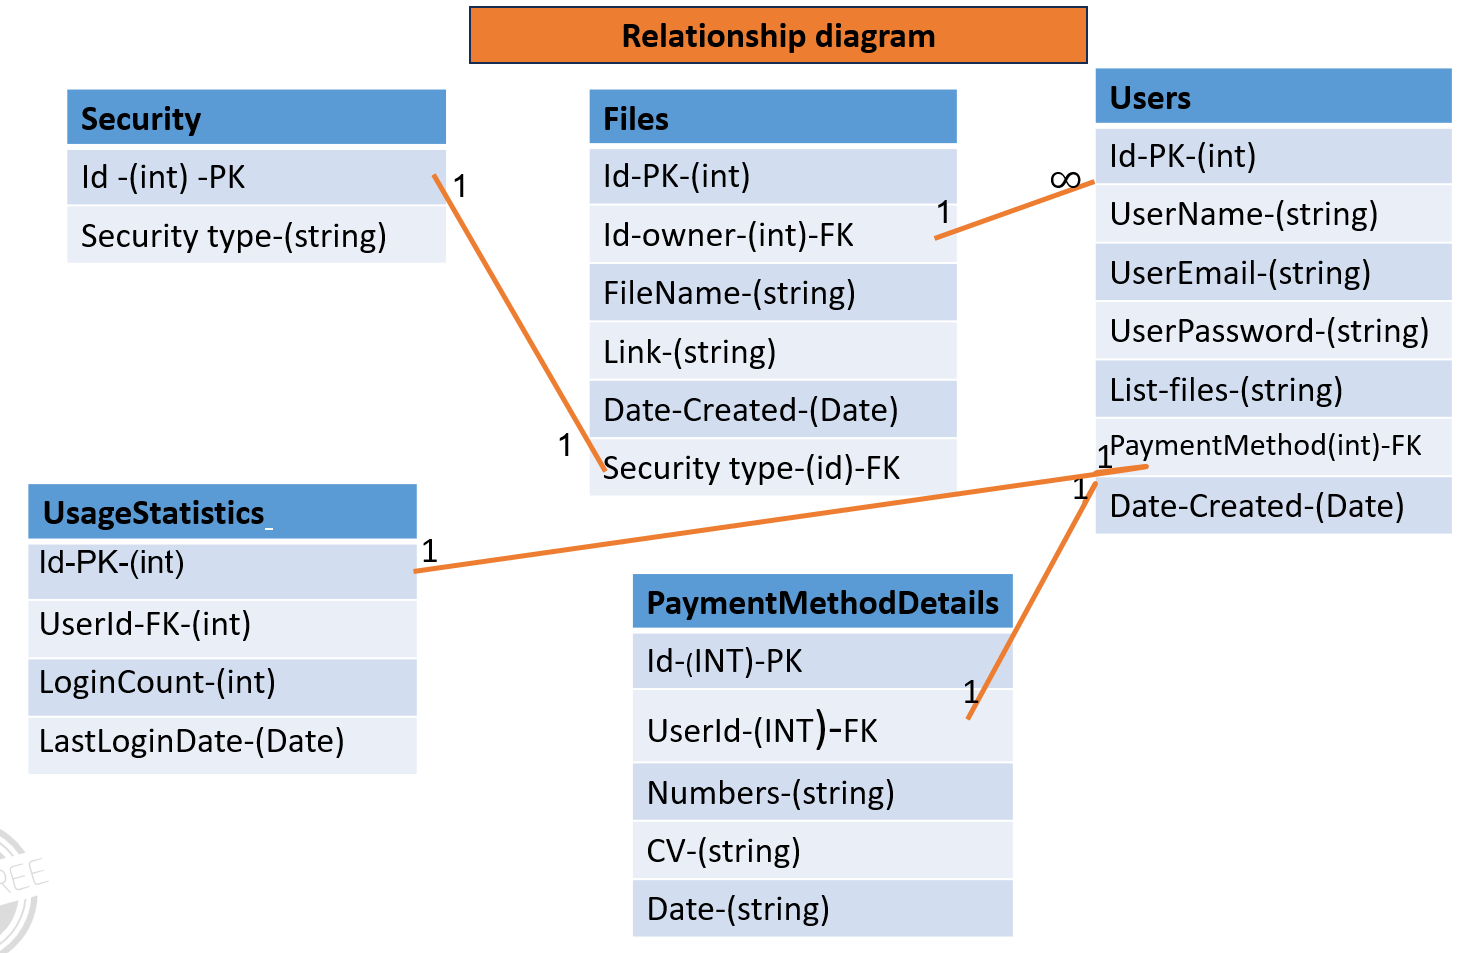 Relationship diagram
Security
Id -(int) -PK
Security type-(string)
1
1
Files
Id-PK-(int)
Id-owner-(int)-FK
FileName-(string)
Link-(string)
Date-Created-(Date)
Security type-(id)-FK
1
∞
Users
Id-PK-(int)
UserName-(string)
UserEmail-(string)
UserPassword-(string)
List-files-(string)
PaymentMethod(int)-FK
Date-Created-(Date)
1
1
UsageStatistics_
Id-PK-(int)
UserId-FK-(int)
LoginCount-(int)
LastLoginDate-(Date)
1
PaymentMethodDetails
Id-(INT)-PK
1
UserId-(INT)-FK
Numbers-(string)
CV-(string)
Date-(string)